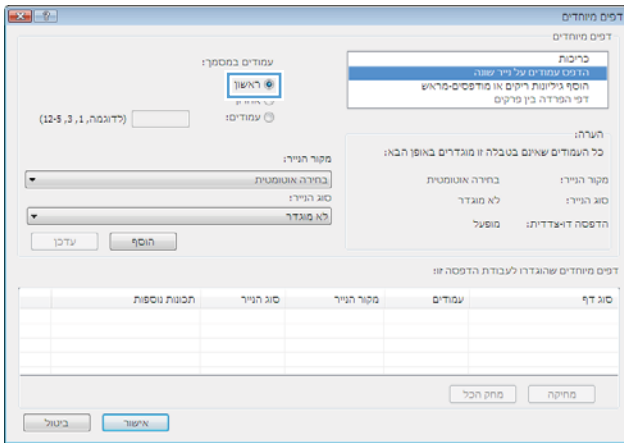 דפים מיוחדים
דפים מיוחדים
כריכות
הדפס עמודים על נייר שונה
הוסף גיליונות ריקים או מודפסים-מראש
דפי הפרדה בין פרקים
עמודים במסמך:
ראשון
אחרון
עמודים:
(לדוגמה, 1, 3, 12-5)
הערה:
כל העמודים שאינם בטבלה זו מוגדרים באופן הבא:
מקור הנייר:
בחירה אוטומטית
סוג הנייר:
לא מוגדר
הדפסה דו-צדדית:
מופעל
מקור הנייר:
בחירה אוטומטית
סוג הנייר:
לא מוגדר
הוסף
עדכן
דפים מיוחדים שהוגדרו לעבודת הדפסה זו:
סוג דף עמודים מקור הנייר סוג הנייר תכונות נוספות
מחיקה
מחק הכל
אישור
ביטול